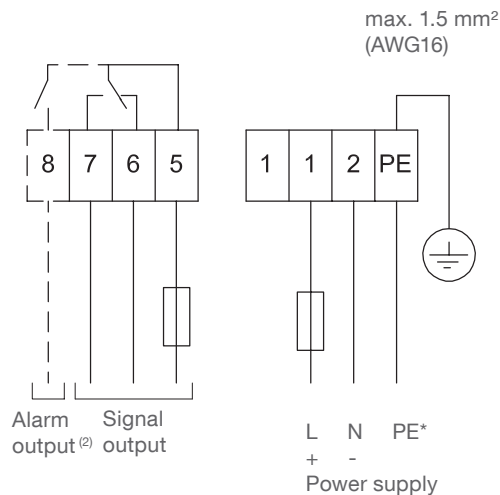 max. 1.5 mm²
(AWG16)
8 7 6 5 1 1 2 PE
Alarm
output (2)
Signal
output
L N PE*
+ -
Power supply